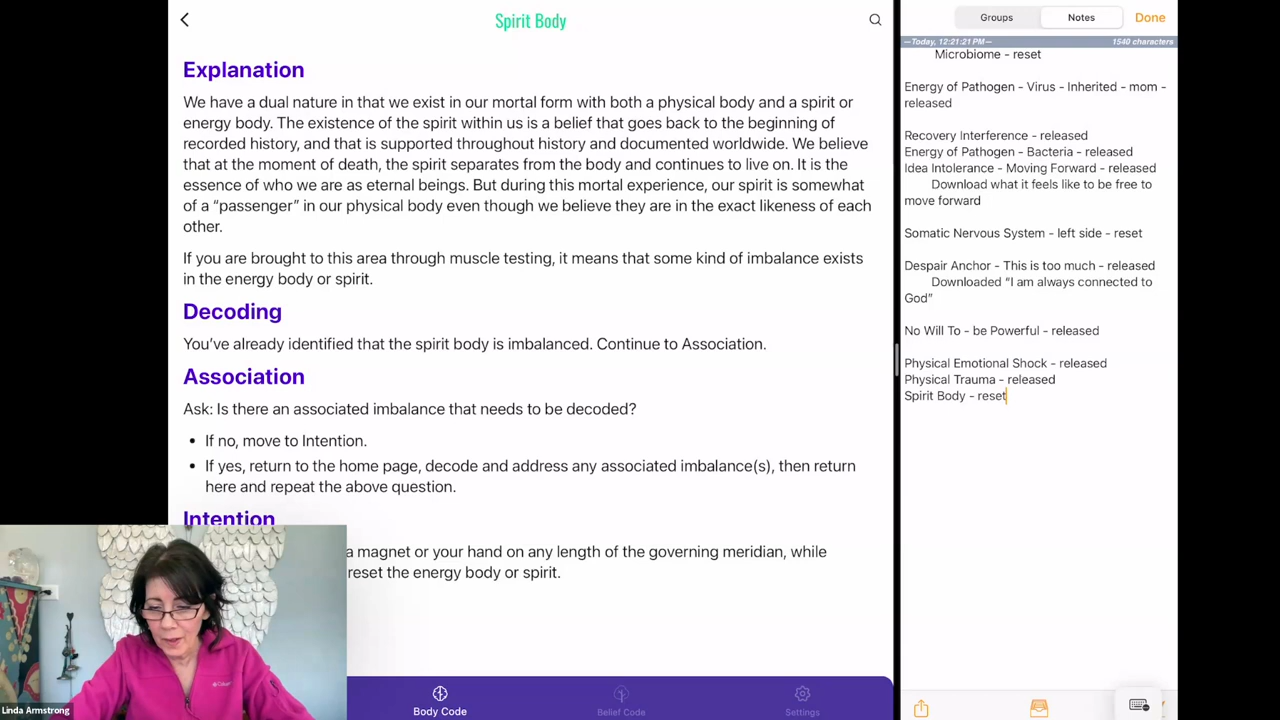 Spirit Body
Explanation
We have a dual nature in that we exist in our mortal form with both a physical body and a spirit or
energy body. The existence of the spirit within us is a belief that goes back to the beginning of
recorded history, and that is supported throughout history and documented worldwide. We believe
that at the moment of death, the spirit separates from the body and continues to live on. It is the
essence of who we are as eternal beings. But during this mortal experience, our spirit is somewhat
of a “passenger” in our physical body even though we believe they are in the exact likeness of each
other.
If you are brought to this area through muscle testing, it means that some kind of imbalance exists
in the energy body or spirit.
Decoding
You’ve already identified that the spirit body is imbalanced. Continue to Association.
Association
Ask: Is there an associated imbalance that needs to be decoded?
• If no, move to Intention.
• If yes, return to the home page, decode and address any associated imbalance(s), then return
here and repeat the above question.
Intention
a magnet or your hand on any length of the governing meridian, while
reset the energy body or spirit.
Linda Armstrong
Body Code
Belief Code
Settings
Groups
Notes
Done
—Today, 12:21:21 PM—
1540 characters
Microbiome - reset
Energy of Pathogen - Virus - Inherited - mom -
released
Recovery Interference - released
Energy of Pathogen - Bacteria - released
Idea Intolerance - Moving Forward - released
Download what it feels like to be free to
move forward
Somatic Nervous System - left side - reset
Despair Anchor - This is too much - released
Downloaded “I am always connected to
God”
No Will To - be Powerful - released
Physical Emotional Shock - released
Physical Trauma - released
Spirit Body - reset